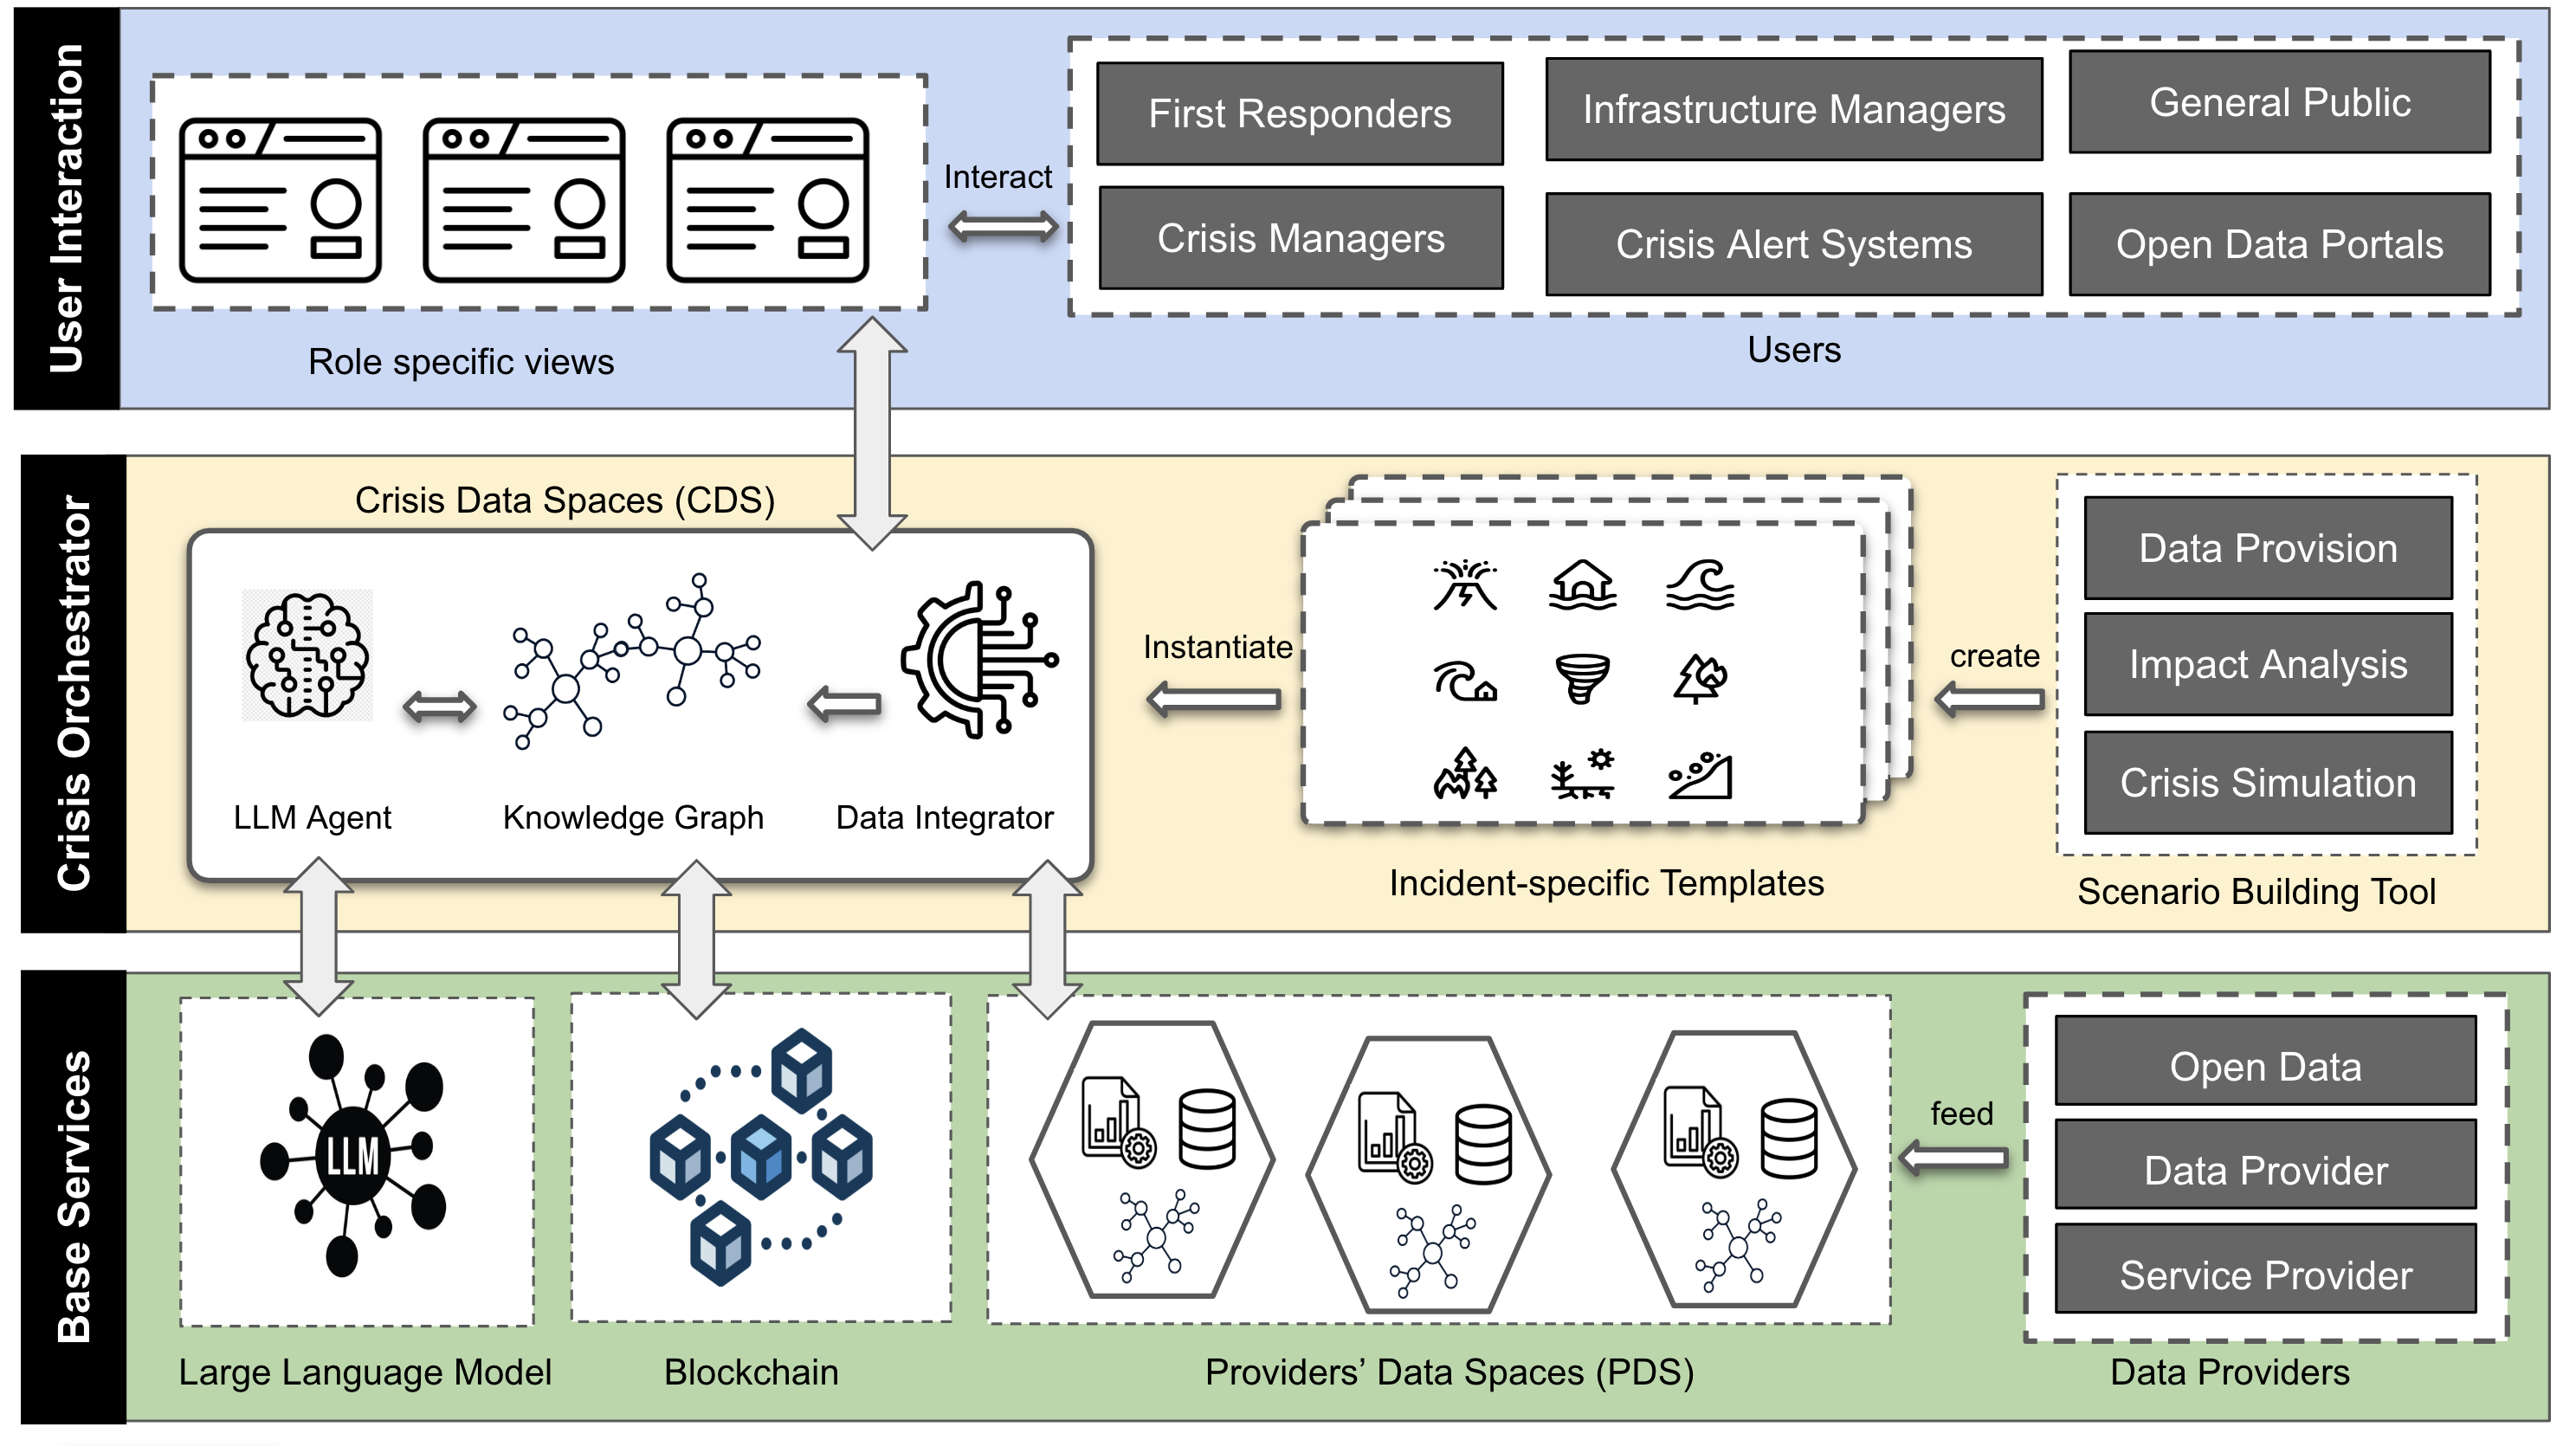 User Interaction
First Responders
Infrastructure Managers
General Public
Interact
Crisis Managers
Crisis Alert Systems
Open Data Portals
Role specific views
Users
Crisis Orchestrator
Crisis Data Spaces (CDS)
LLM Agent
Knowledge Graph
Data Integrator
Instantiate
Incident-specific Templates
create
Data Provision
Impact Analysis
Crisis Simulation
Scenario Building Tool
Base Services
LLM
Large Language Model
Blockchain
Providers’ Data Spaces (PDS)
feed
Open Data
Data Provider
Service Provider
Data Providers